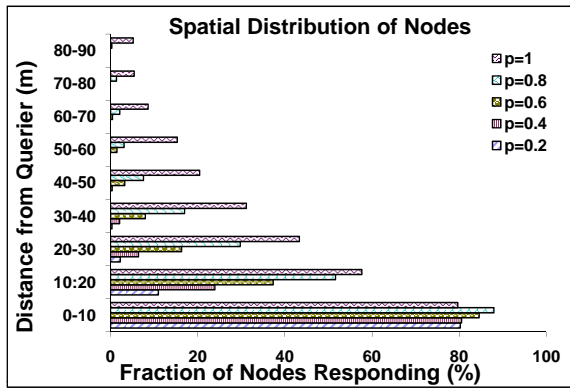 Spatial Distribution of Nodes
Distance from Querier (m)
80-90
70-80
60-70
50-60
40-50
30-40
20-30
10:20
0-10
p=1
p=0.8
p=0.6
p=0.4
p=0.2
0 20 40 60 80 100
Fraction of Nodes Responding (%)